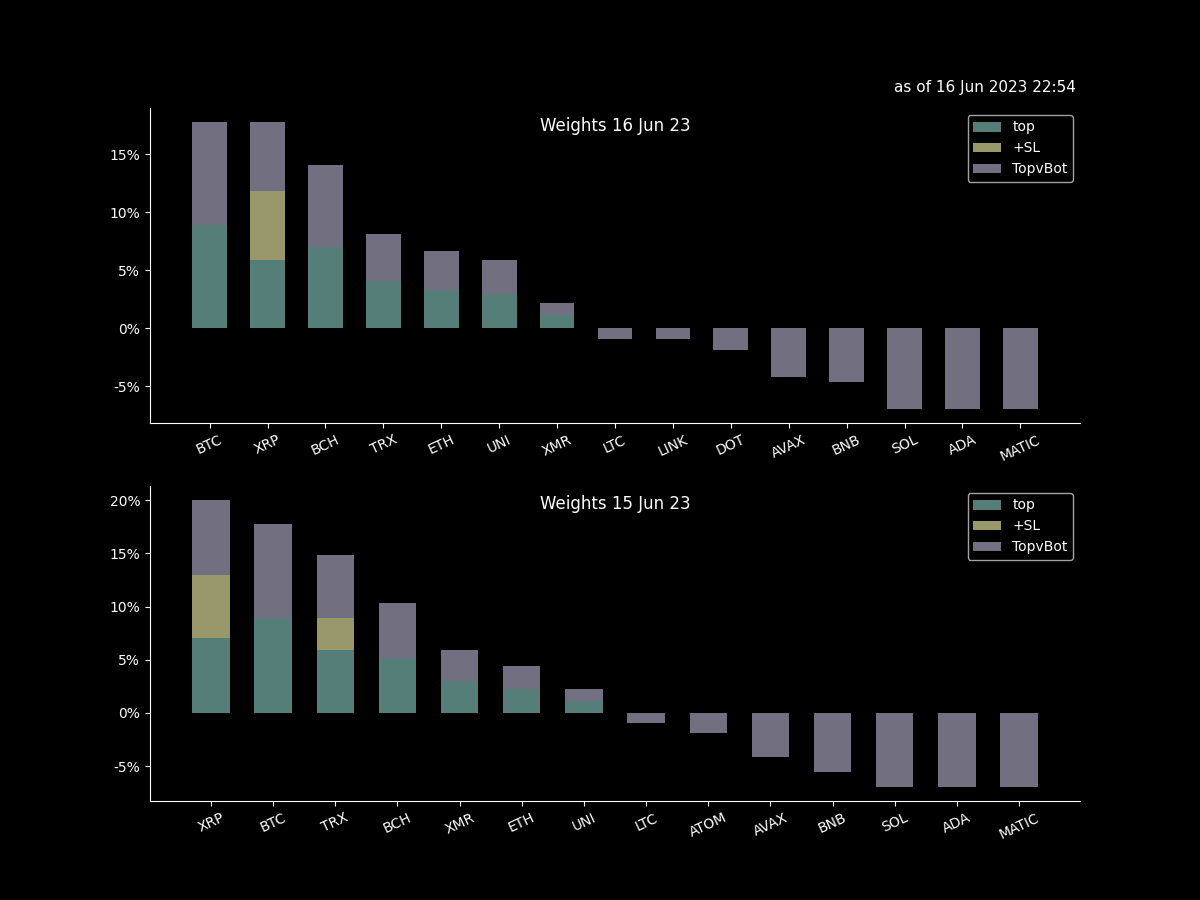 as of 16 Jun 2023 22:54
Weights 16 Jun 23
top
+SL
TopvBot
15%
10%
5%
0%
-5%
BTC XRP BCH TRX ETH UNI XMR LTC LINK DOT AVAX BNB SOL ADA MATIC
Weights 15 Jun 23
top
+SL
TopvBot
20%
15%
10%
5%
0%
-5%
XRP BTC TRX BCH XMR ETH UNI LTC ATOM AVAX BNB SOL ADA MATIC